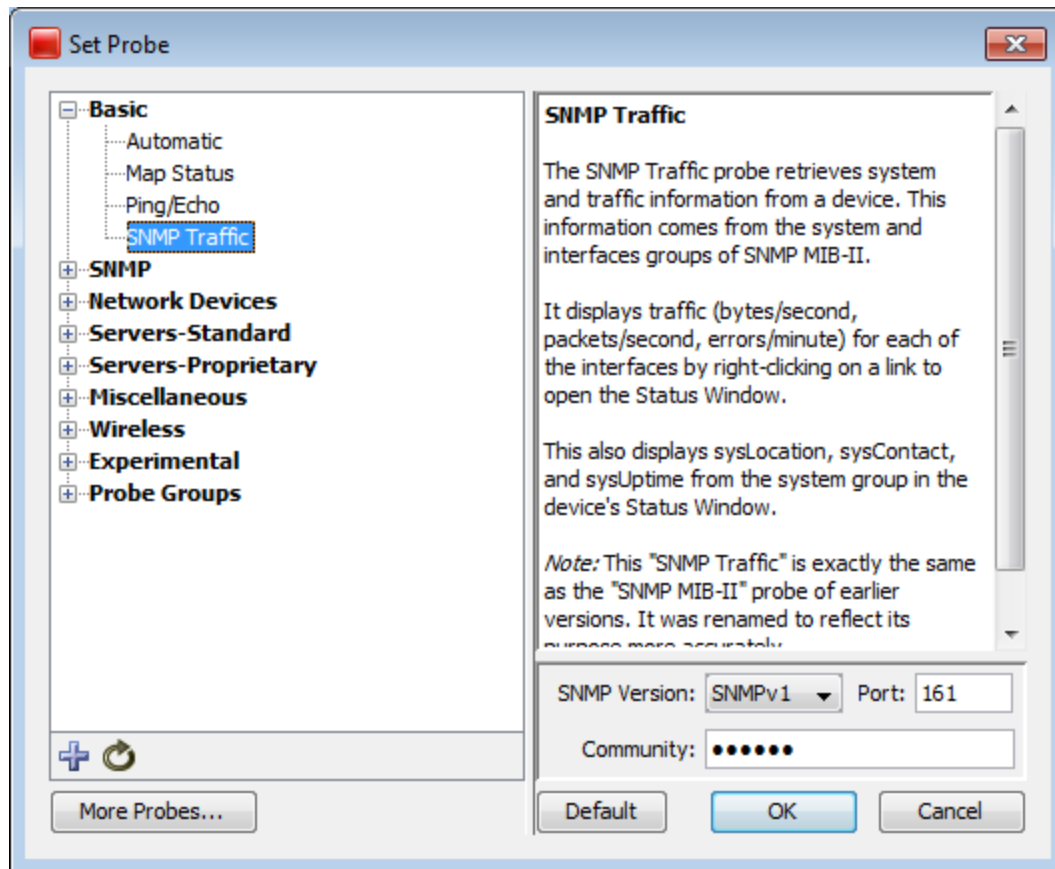 Set Probe
Basic
Automatic
Map Status
Ping/Echo
SNMP Traffic
SNMP
Network Devices
Servers-Standard
Servers-Proprietary
Miscellaneous
Wireless
Experimental
Probe Groups
More Probes...
SNMP Traffic
The SNMP Traffic probe retrieves system
and traffic information from a device. This
information comes from the system and
interfaces groups of SNMP MIB-II.
It displays traffic (bytes/second,
packets/second, errors/minute) for each of
the interfaces by right-clicking on a link to
open the Status Window.
This also displays sysLocation, sysContact,
and sysUptime from the system group in the
device's Status Window.
Note: This "SNMP Traffic" is exactly the same
as the "SNMP MIB-II" probe of earlier
versions. It was renamed to reflect its
purpose more accurately
SNMP Version: SNMPv1 Port: 161
Community: ••••••
Default OK Cancel